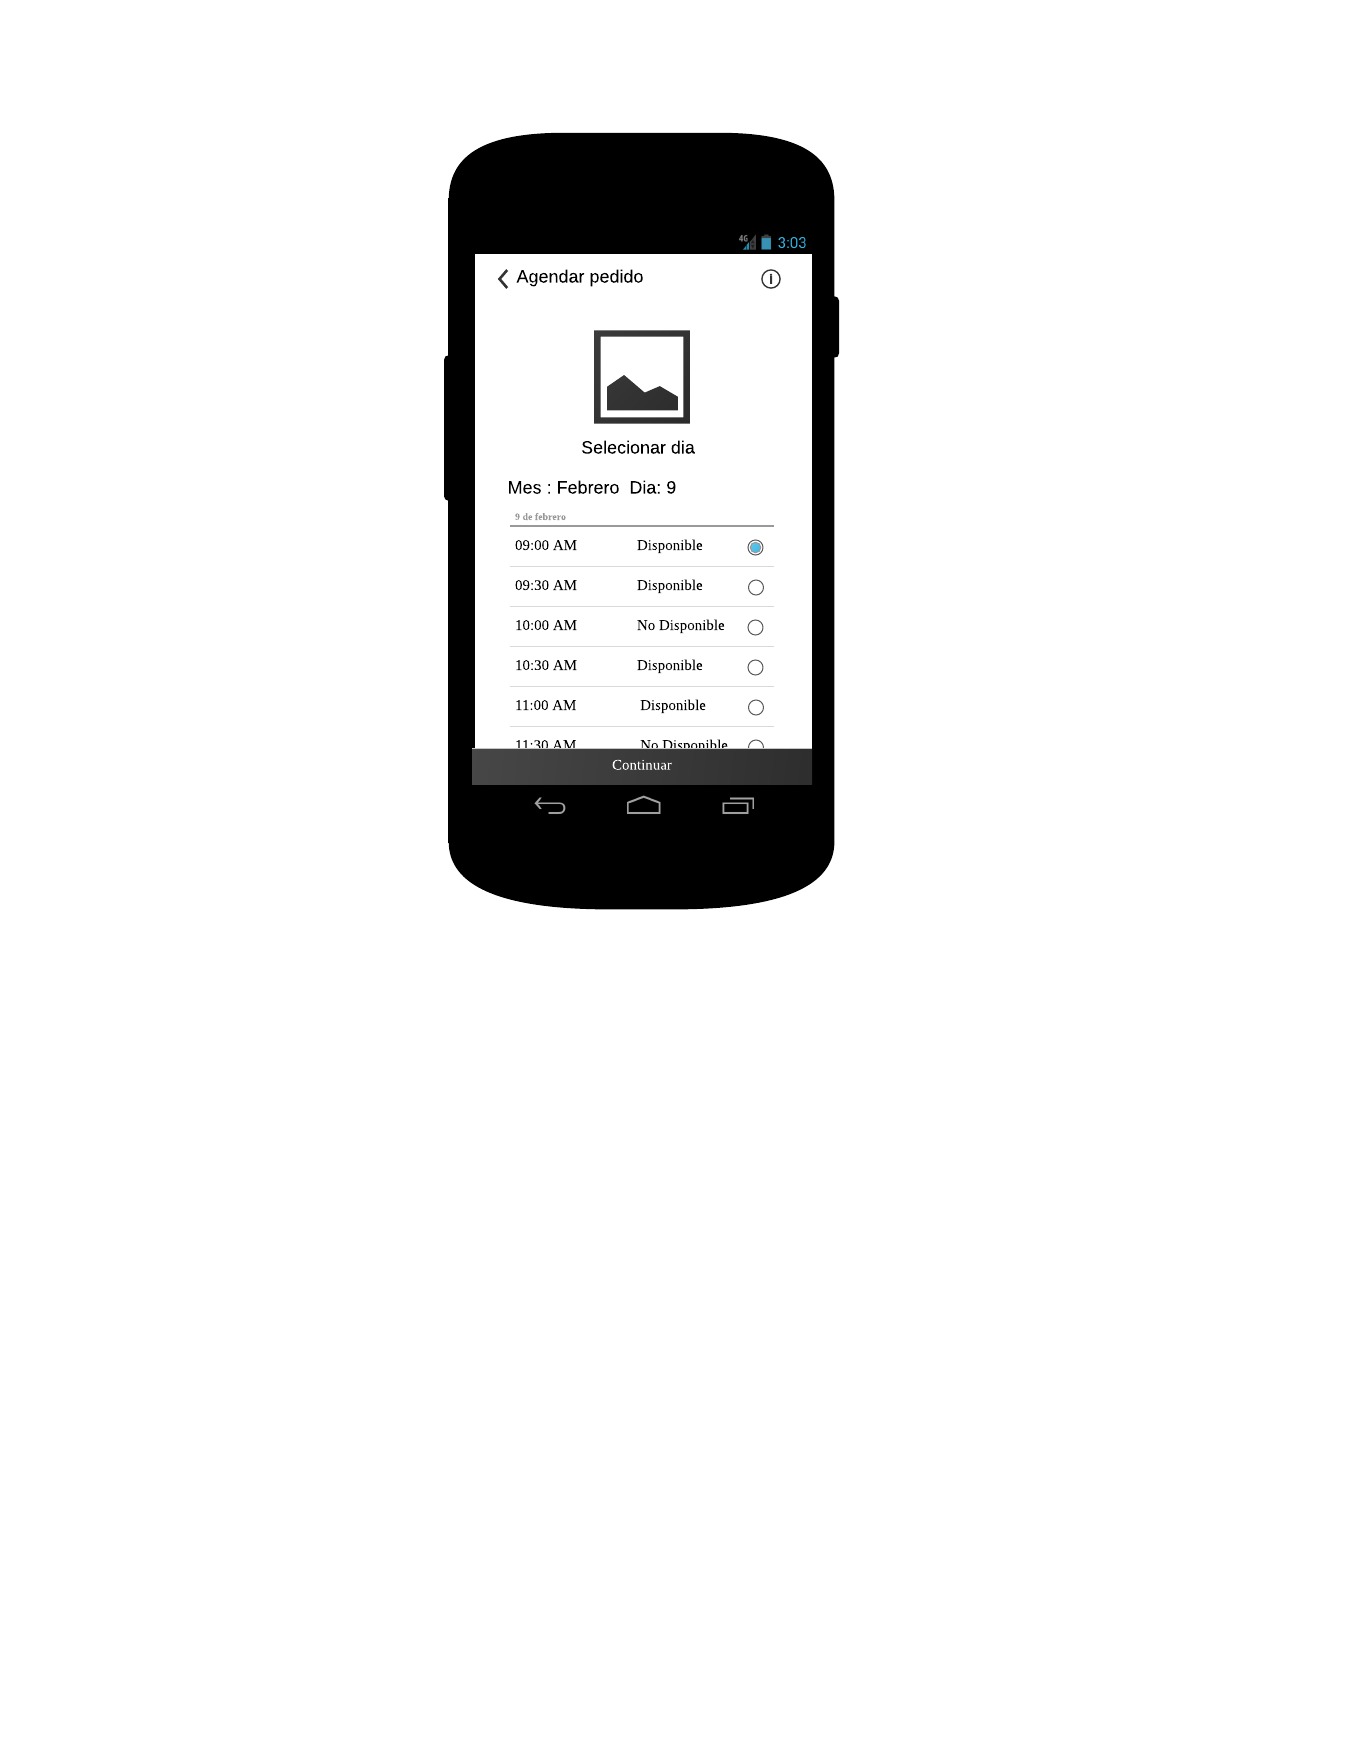 4G 3:03
Agendar pedido
Selecionar dia
Mes : Febrero  Dia: 9
9 de febrero
09:00 AM Disponible
09:30 AM Disponible
10:00 AM No Disponible
10:30 AM Disponible
11:00 AM Disponible
11:30 AM No Disponible
Continuar